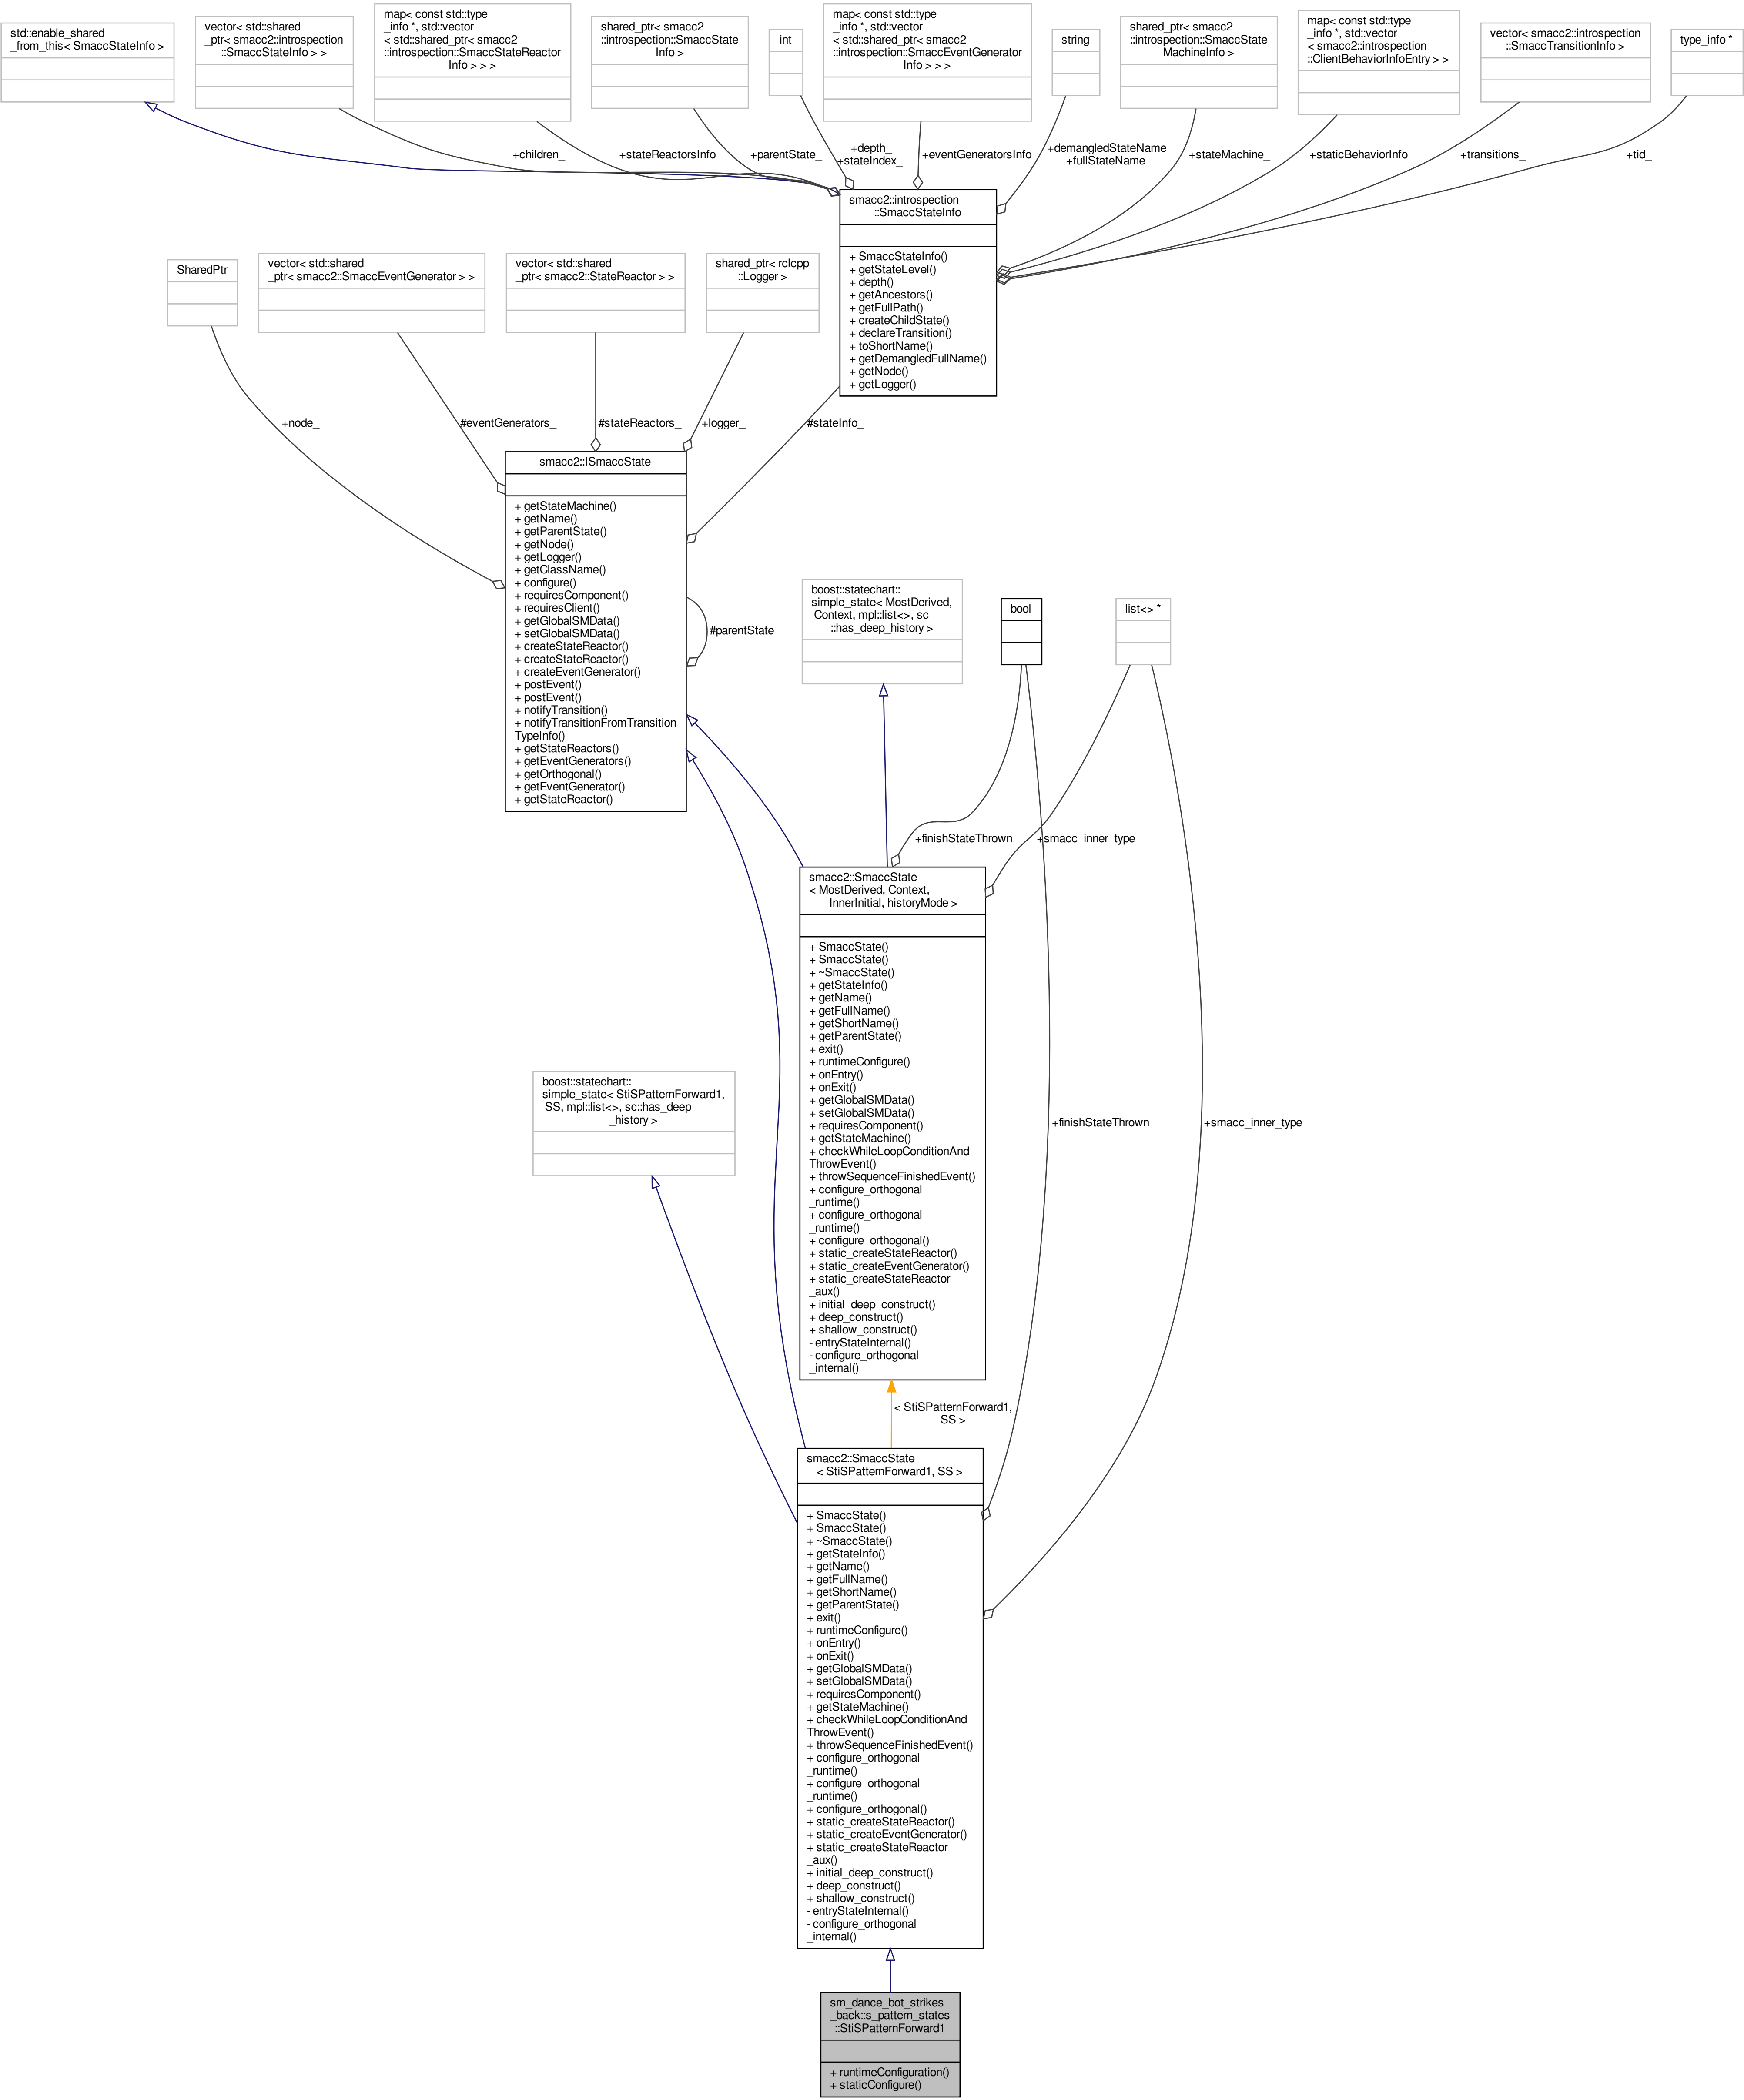 std::enable_shared
_from_this< SmaccStateInfo >
vector< std::shared
_ptr< smacc2::introspection
::SmaccStateInfo > >
map< const std::type
_info *, std::vector
< std::shared_ptr< smacc2
::introspection::SmaccStateReactor
Info > > >
shared_ptr< smacc2
::introspection::SmaccState
Info >
int
map< const std::type
_info *, std::vector
< std::shared_ptr< smacc2
::introspection::SmaccEventGenerator
Info > > >
string
shared_ptr< smacc2
::introspection::SmaccState
MachineInfo >
map< const std::type
_info *, std::vector
< smacc2::introspection
::ClientBehaviorInfoEntry > >
vector< smacc2::introspection
::SmaccTransitionInfo >
type_info *
+children_
+stateReactorsInfo
+parentState_
+depth_
+stateIndex_
+eventGeneratorsInfo
+demangledStateName
+fullStateName
+stateMachine_
+staticBehaviorInfo
+transitions_
+tid_
smacc2::introspection
::SmaccStateInfo
+ SmaccStateInfo()
+ getStateLevel()
+ depth()
+ getAncestors()
+ getFullPath()
+ createChildState()
+ declareTransition()
+ toShortName()
+ getDemangledFullName()
+ getNode()
+ getLogger()
SharedPtr
vector< std::shared
_ptr< smacc2::SmaccEventGenerator > >
vector< std::shared
_ptr< smacc2::StateReactor > >
shared_ptr< rclcpp
::Logger >
+node_
#eventGenerators_
#stateReactors_
+logger_
#stateInfo_
smacc2::ISmaccState
+ getStateMachine()
+ getName()
+ getParentState()
+ getNode()
+ getLogger()
+ getClassName()
+ configure()
+ requiresComponent()
+ requiresClient()
+ getGlobalSMData()
+ setGlobalSMData()
+ createStateReactor()
+ createStateReactor()
+ createEventGenerator()
+ postEvent()
+ postEvent()
+ notifyTransition()
+ notifyTransitionFromTransition
TypeInfo()
+ getStateReactors()
+ getEventGenerators()
+ getOrthogonal()
+ getEventGenerator()
+ getStateReactor()
#parentState_
boost::statechart::
simple_state< MostDerived,
Context, mpl::list<>, sc
::has_deep_history >
bool
list<> *
+finishStateThrown
+smacc_inner_type
smacc2::SmaccState
< MostDerived, Context,
InnerInitial, historyMode >
+ SmaccState()
+ SmaccState()
+ ~SmaccState()
+ getStateInfo()
+ getName()
+ getFullName()
+ getShortName()
+ getParentState()
+ exit()
+ runtimeConfigure()
+ onEntry()
+ onExit()
+ getGlobalSMData()
+ setGlobalSMData()
+ requiresComponent()
+ getStateMachine()
+ checkWhileLoopConditionAnd
ThrowEvent()
+ throwSequenceFinishedEvent()
+ configure_orthogonal
_runtime()
+ configure_orthogonal
_runtime()
+ configure_orthogonal()
+ static_createStateReactor()
+ static_createEventGenerator()
+ static_createStateReactor
_aux()
+ initial_deep_construct()
+ deep_construct()
+ shallow_construct()
- entryStateInternal()
- configure_orthogonal
_internal()
boost::statechart::
simple_state< StiSPatternForward1,
SS, mpl::list<>, sc::has_deep
_history >
+finishStateThrown
+smacc_inner_type
< StiSPatternForward1,
SS >
smacc2::SmaccState
< StiSPatternForward1, SS >
+ SmaccState()
+ SmaccState()
+ ~SmaccState()
+ getStateInfo()
+ getName()
+ getFullName()
+ getShortName()
+ getParentState()
+ exit()
+ runtimeConfigure()
+ onEntry()
+ onExit()
+ getGlobalSMData()
+ setGlobalSMData()
+ requiresComponent()
+ getStateMachine()
+ checkWhileLoopConditionAnd
ThrowEvent()
+ throwSequenceFinishedEvent()
+ configure_orthogonal
_runtime()
+ configure_orthogonal
_runtime()
+ configure_orthogonal()
+ static_createStateReactor()
+ static_createEventGenerator()
+ static_createStateReactor
_aux()
+ initial_deep_construct()
+ deep_construct()
+ shallow_construct()
- entryStateInternal()
- configure_orthogonal
_internal()
sm_dance_bot_strikes
_back::s_pattern_states
::StiSPatternForward1
+ runtimeConfiguration()
+ staticConfigure()